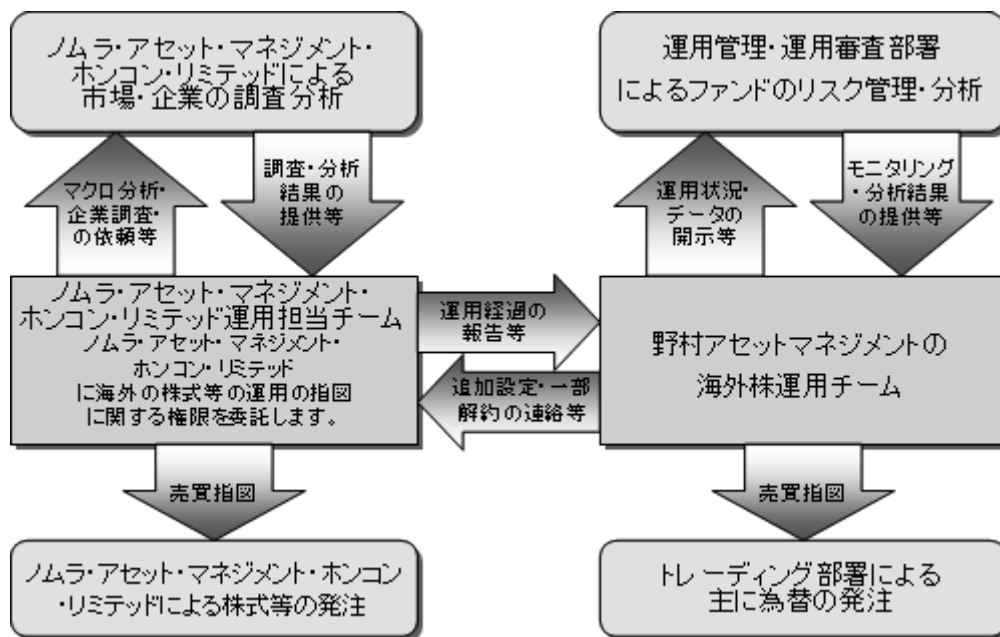 ノムラ・アセット・マネジメント・
ホンコン・リミテッドによる
市場・企業の調査分析
運用管理・運用審査部署
によるファンドのリスク管理・分析
マクロ分析・
企業調査・
の依頼等
調査・分析
結果の
提供等
運用状況・
データの
開示等
モニタリング
・分析結果
の提供等
ノムラ・アセット・マネジメント・
ホンコン・リミテッド運用担当チーム
ノムラ・アセット・マネジメント・
ホンコン・リミテッド
に海外の株式等の運用の指図
に関する権限を委託します。
運用経過の
報告等
追加設定・一部
解約の連絡等
野村アセットマネジメントの
海外株運用チーム
売買指図
売買指図
ノムラ・アセット・マネジメント・ホンコン
・リミテッドによる株式等の発注
トレーディング部署による
主に為替の発注